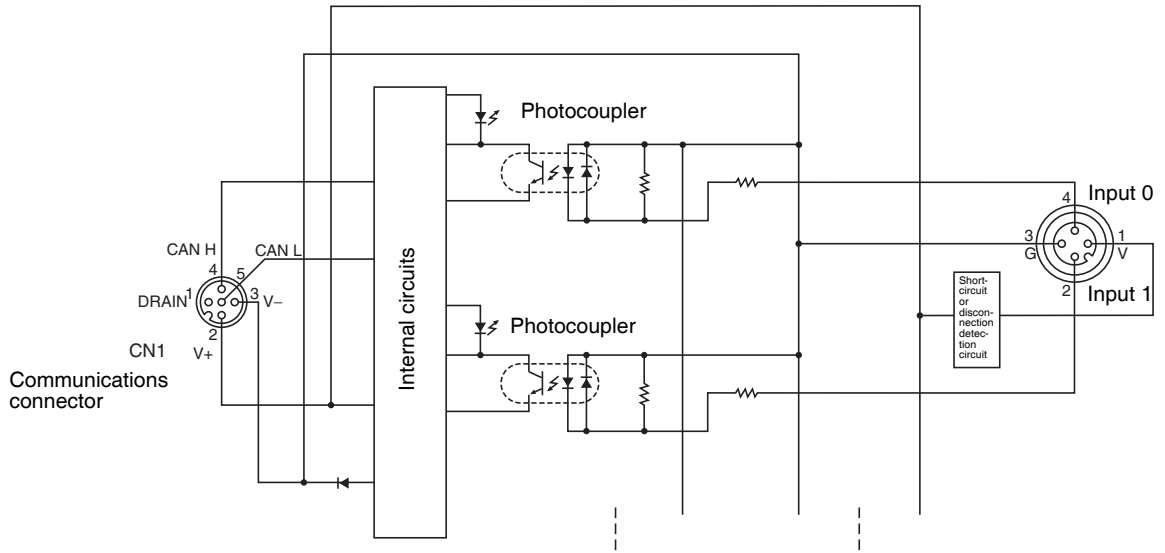 Photocoupler
Input 0
4
CAN H
CAN L
4
5
3
1
G
V
DRAIN
1
3
V−
2
Input 1
Short-
circuit
or
discon-
nection
detec-
tion
circuit
2
CN1
V+
Photocoupler
Internal circuits
Communications
connector